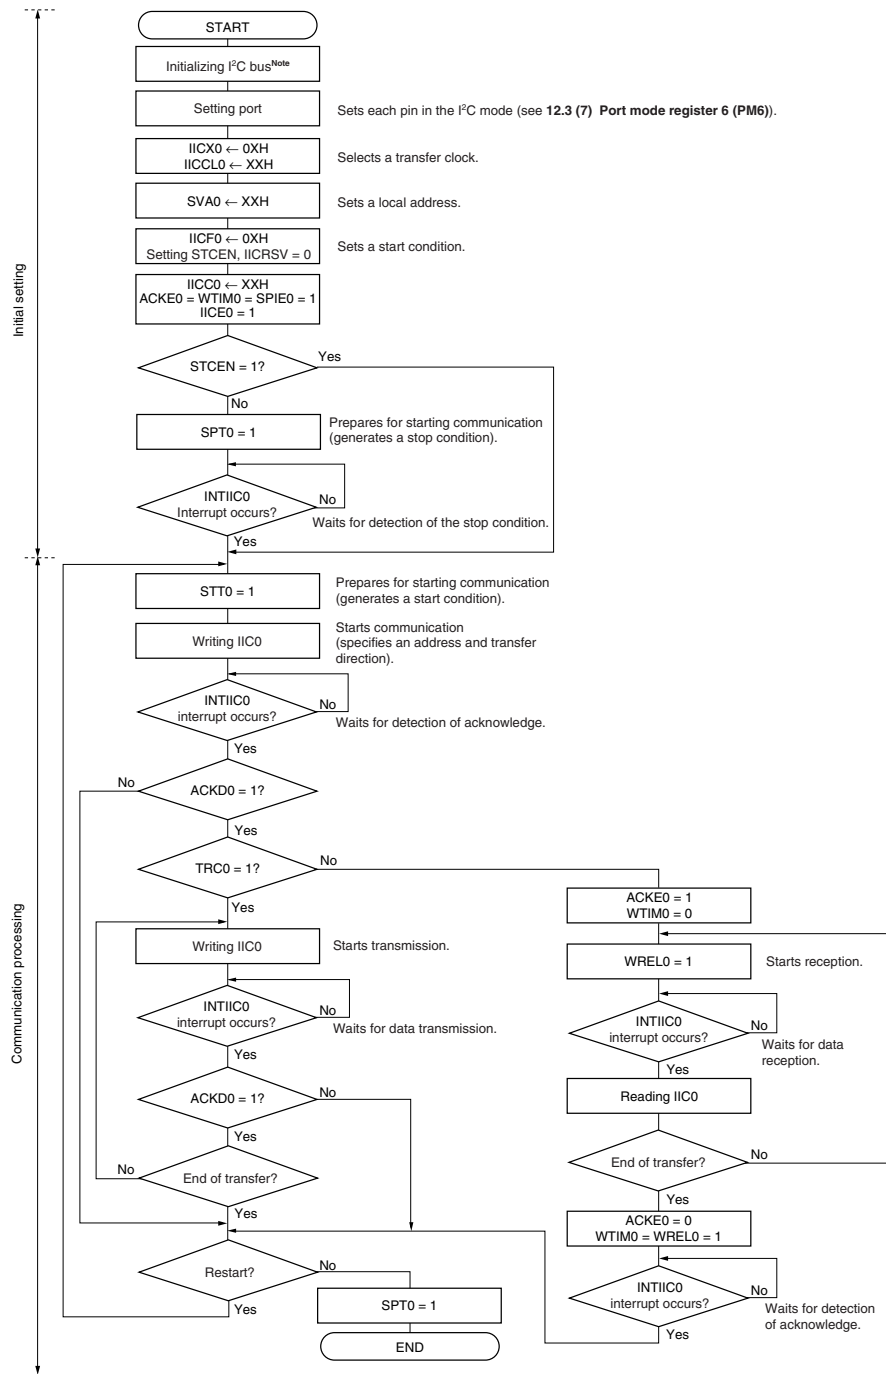 START
Initializing I²C busNote
Setting port
Sets each pin in the I²C mode (see 12.3 (7) Port mode register 6 (PM6)).
IICX0 ← 0XH
IICCL0 ← XXH
Selects a transfer clock.
SVA0 ← XXH
Sets a local address.
IICF0 ← 0XH
Setting STCEN, IICRSV = 0
Sets a start condition.
IICC0 ← XXH
ACKE0 = WTIM0 = SPIE0 = 1
IICE0 = 1
Initial setting
STCEN = 1?
Yes
No
SPT0 = 1
Prepares for starting communication
(generates a stop condition).
INTIIC0
Interrupt occurs?
No
Waits for detection of the stop condition.
Yes
STT0 = 1
Prepares for starting communication
(generates a start condition).
Writing IIC0
Starts communication
(specifies an address and transfer
direction).
INTIIC0
interrupt occurs?
No
Waits for detection of acknowledge.
Yes
No
ACKD0 = 1?
Yes
TRC0 = 1?
No
Yes
Communication processing
Writing IIC0
Starts transmission.
INTIIC0
interrupt occurs?
No
Waits for data transmission.
Yes
ACKD0 = 1?
No
Yes
No
End of transfer?
Yes
Restart?
No
Yes
SPT0 = 1
END
ACKE0 = 1
WTIM0 = 0
WREL0 = 1
Starts reception.
INTIIC0
interrupt occurs?
No
Waits for data
reception.
Yes
Reading IIC0
End of transfer?
No
Yes
ACKE0 = 0
WTIM0 = WREL0 = 1
INTIIC0
interrupt occurs?
No
Waits for detection
of acknowledge.
Yes